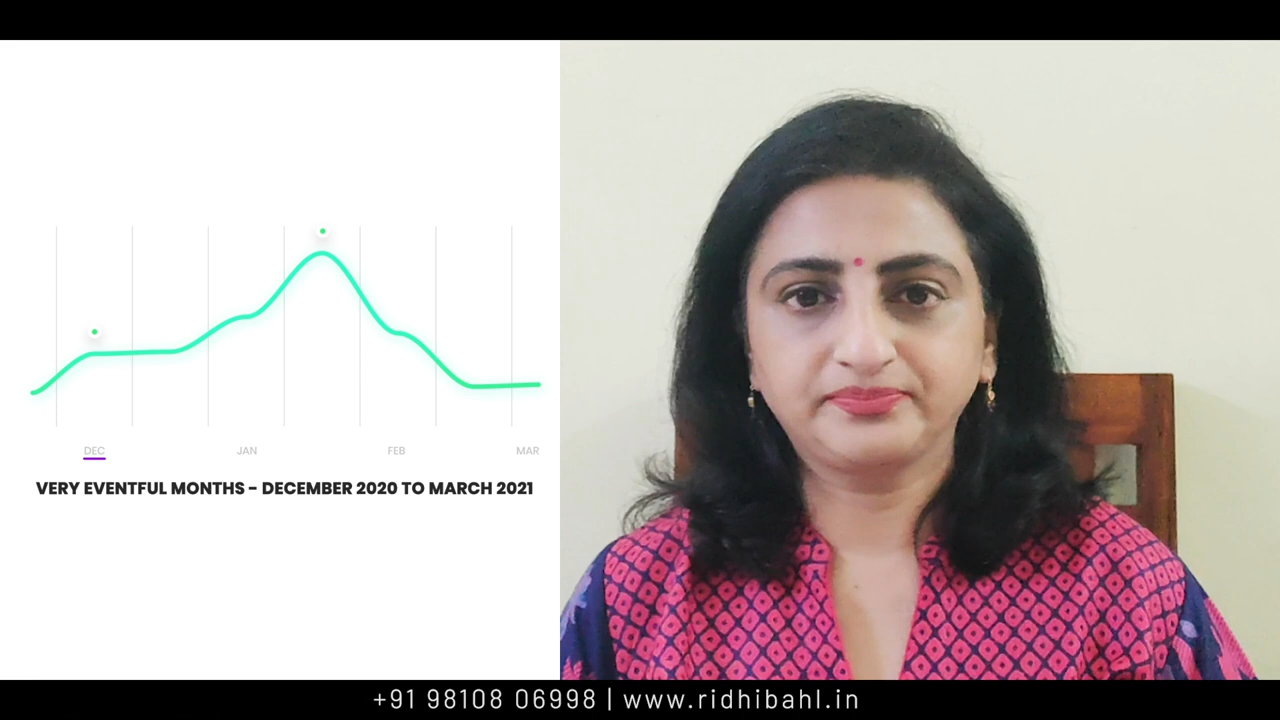 DEC JAN FEB MAR
VERY EVENTFUL MONTHS - DECEMBER 2020 TO MARCH 2021
+91 98108 06998 | www.ridhibahl.in